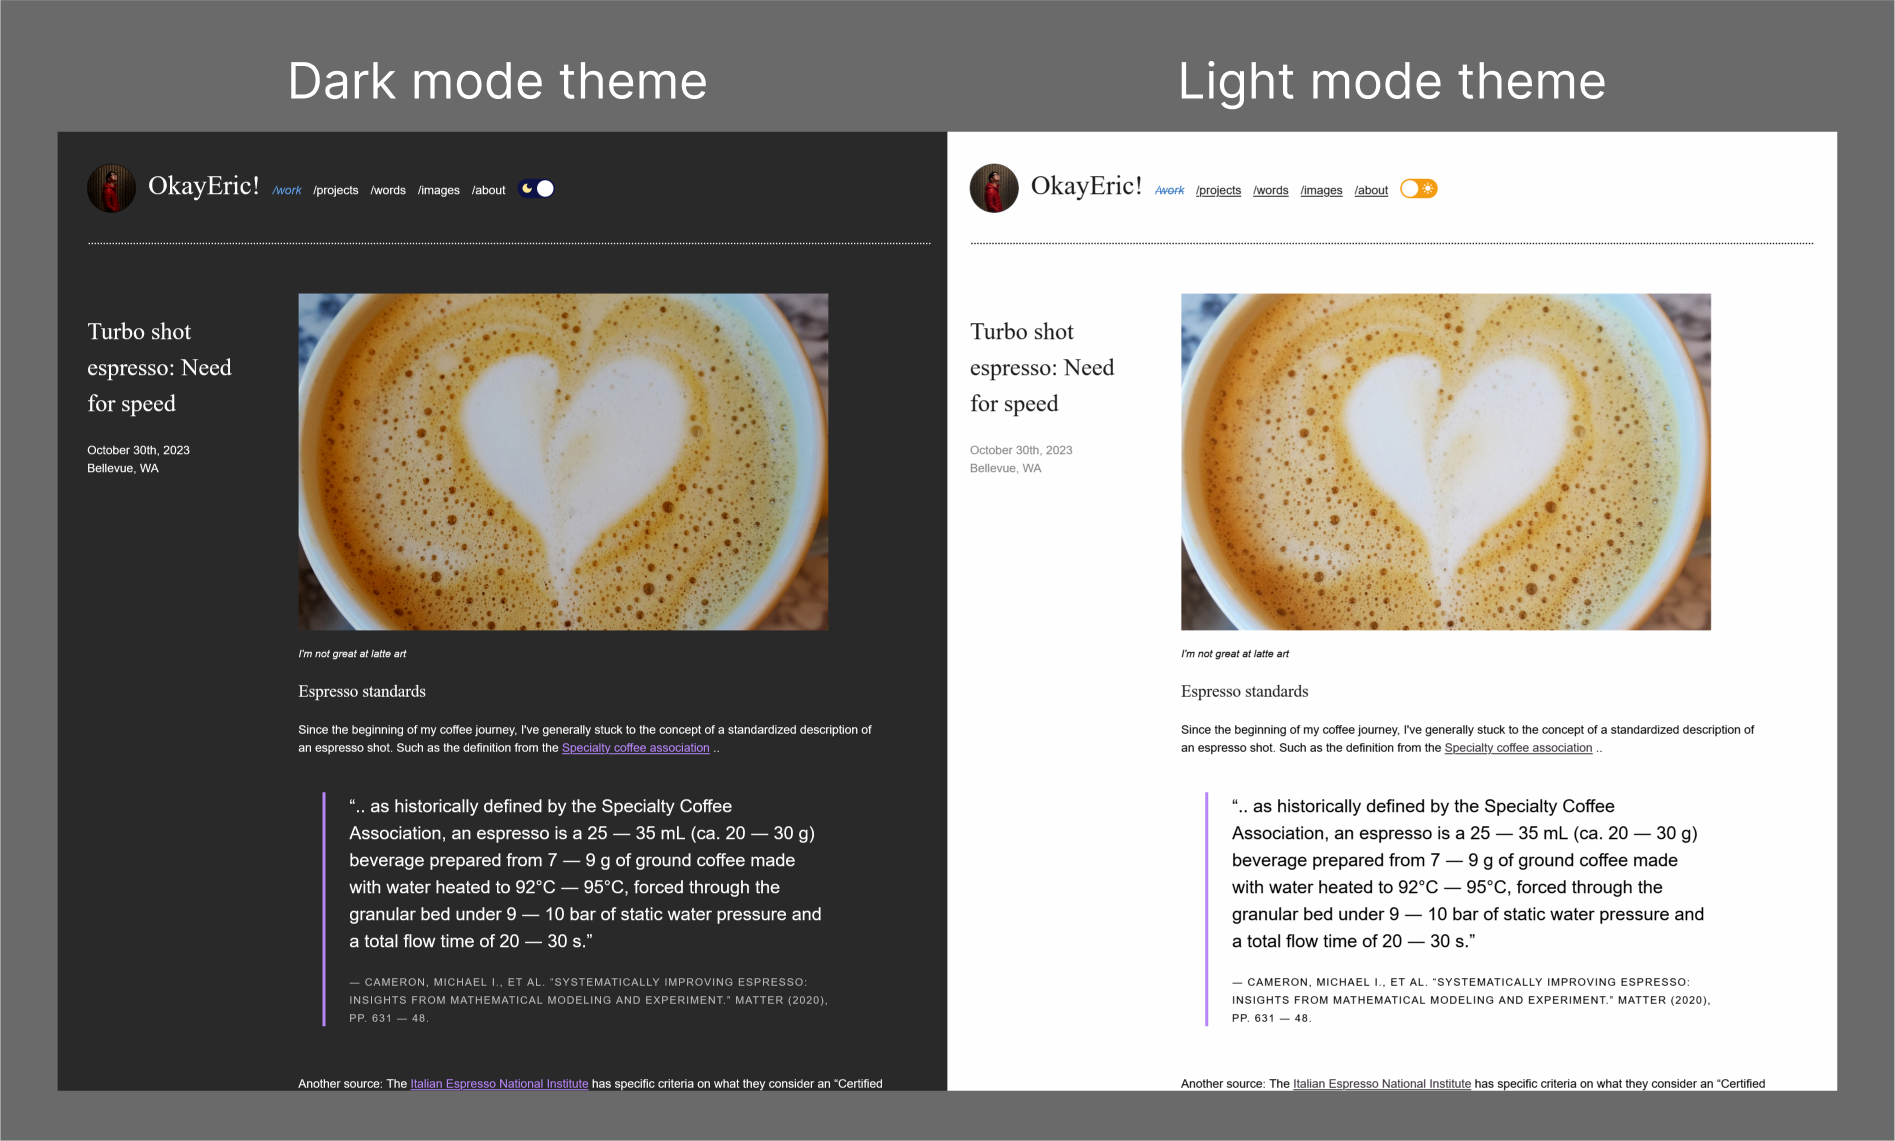 Dark mode theme
Light mode theme
OkayEric! /work /projects /words /images /about
Turbo shot
espresso: Need
for speed
October 30th, 2023
Bellevue, WA
I'm not great at latte art
Espresso standards
Since the beginning of my coffee journey, I've generally stuck to the concept of a standardized description of
an espresso shot. Such as the definition from the Specialty coffee association ..
“.. as historically defined by the Specialty Coffee
Association, an espresso is a 25 — 35 mL (ca. 20 — 30 g)
beverage prepared from 7 — 9 g of ground coffee made
with water heated to 92°C — 95°C, forced through the
granular bed under 9 — 10 bar of static water pressure and
a total flow time of 20 — 30 s.”
— CAMERON, MICHAEL I., ET AL. "SYSTEMATICALLY IMPROVING ESPRESSO:
INSIGHTS FROM MATHEMATICAL MODELING AND EXPERIMENT." MATTER (2020),
PP. 631 — 48.
Another source: The Italian Espresso National Institute has specific criteria on what they consider an “Certified
OkayEric! /work /projects /words /images /about
Turbo shot
espresso: Need
for speed
October 30th, 2023
Bellevue, WA
I'm not great at latte art
Espresso standards
Since the beginning of my coffee journey, I've generally stuck to the concept of a standardized description of
an espresso shot. Such as the definition from the Specialty coffee association ..
“.. as historically defined by the Specialty Coffee
Association, an espresso is a 25 — 35 mL (ca. 20 — 30 g)
beverage prepared from 7 — 9 g of ground coffee made
with water heated to 92°C — 95°C, forced through the
granular bed under 9 — 10 bar of static water pressure and
a total flow time of 20 — 30 s.”
— CAMERON, MICHAEL I., ET AL. "SYSTEMATICALLY IMPROVING ESPRESSO:
INSIGHTS FROM MATHEMATICAL MODELING AND EXPERIMENT." MATTER (2020),
PP. 631 — 48.
Another source: The Italian Espresso National Institute has specific criteria on what they consider an “Certified